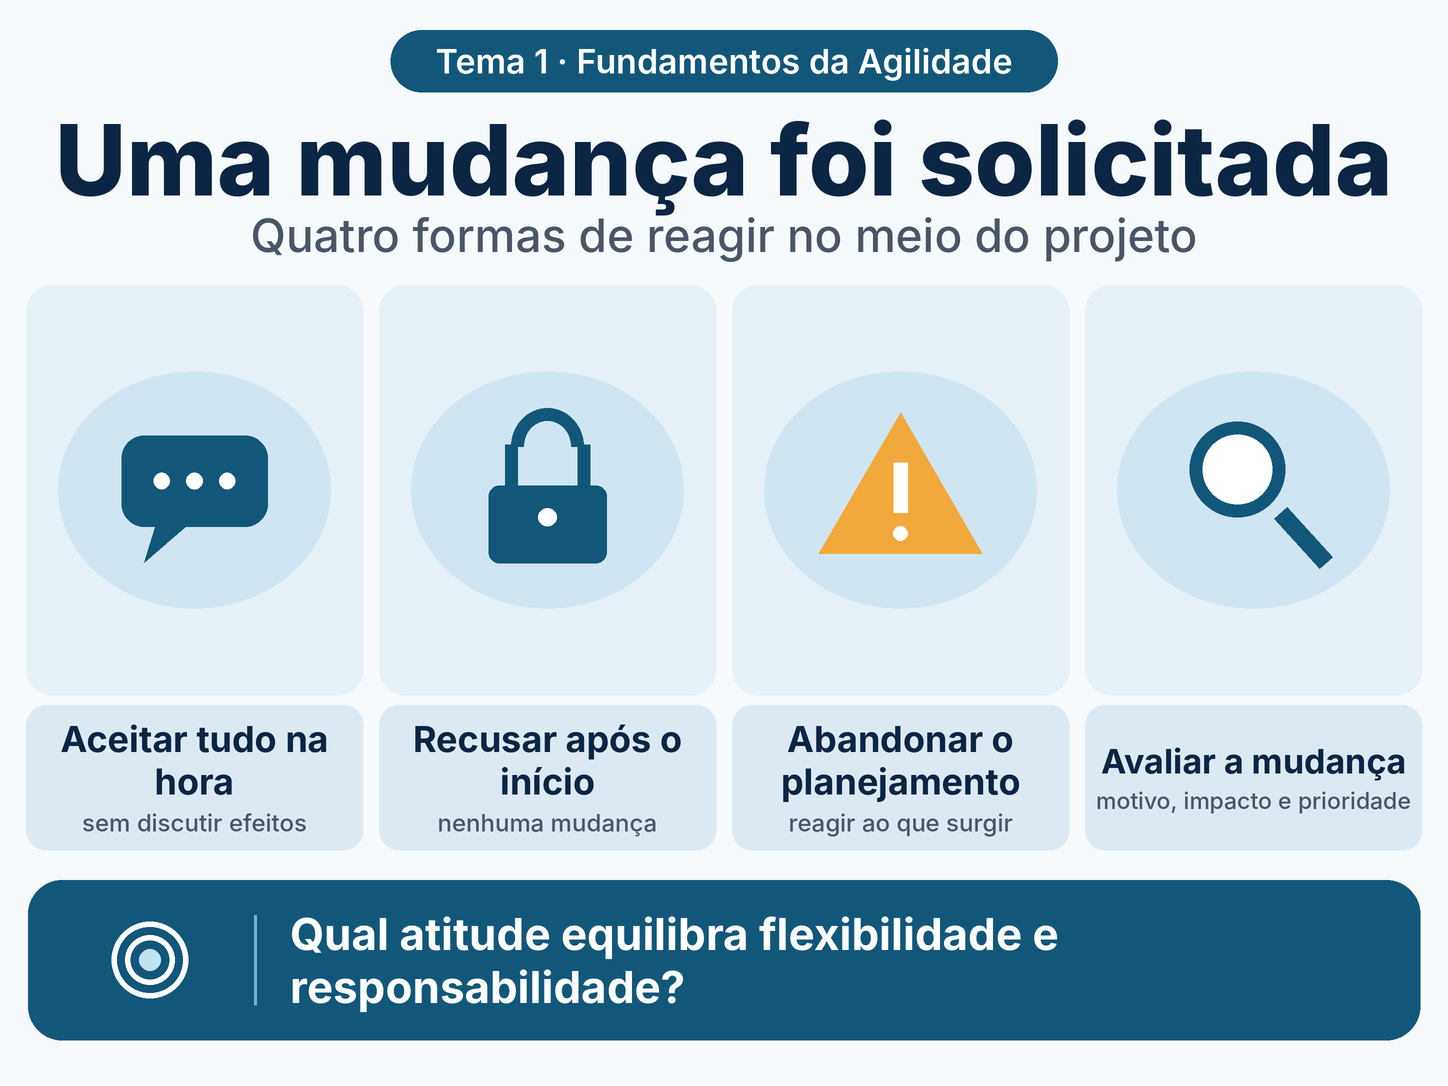 Tema 1 · Fundamentos da Agilidade
Uma mudança foi solicitada
Quatro formas de reagir no meio do projeto
Aceitar tudo na
hora
sem discutir efeitos
Recusar após o
início
nenhuma mudança
Abandonar o
planejamento
reagir ao que surgir
Avaliar a mudança
motivo, impacto e prioridade
Qual atitude equilibra flexibilidade e
responsabilidade?